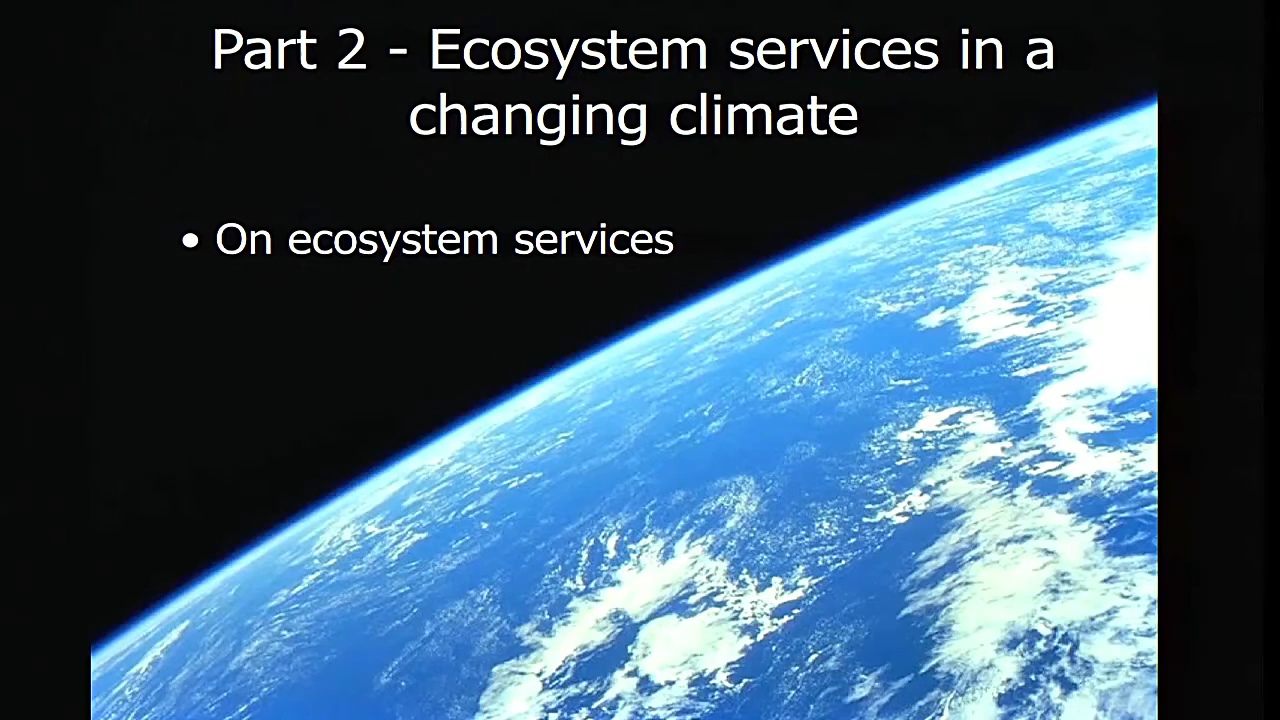 Part 2 - Ecosystem services in a
changing climate
• On ecosystem services